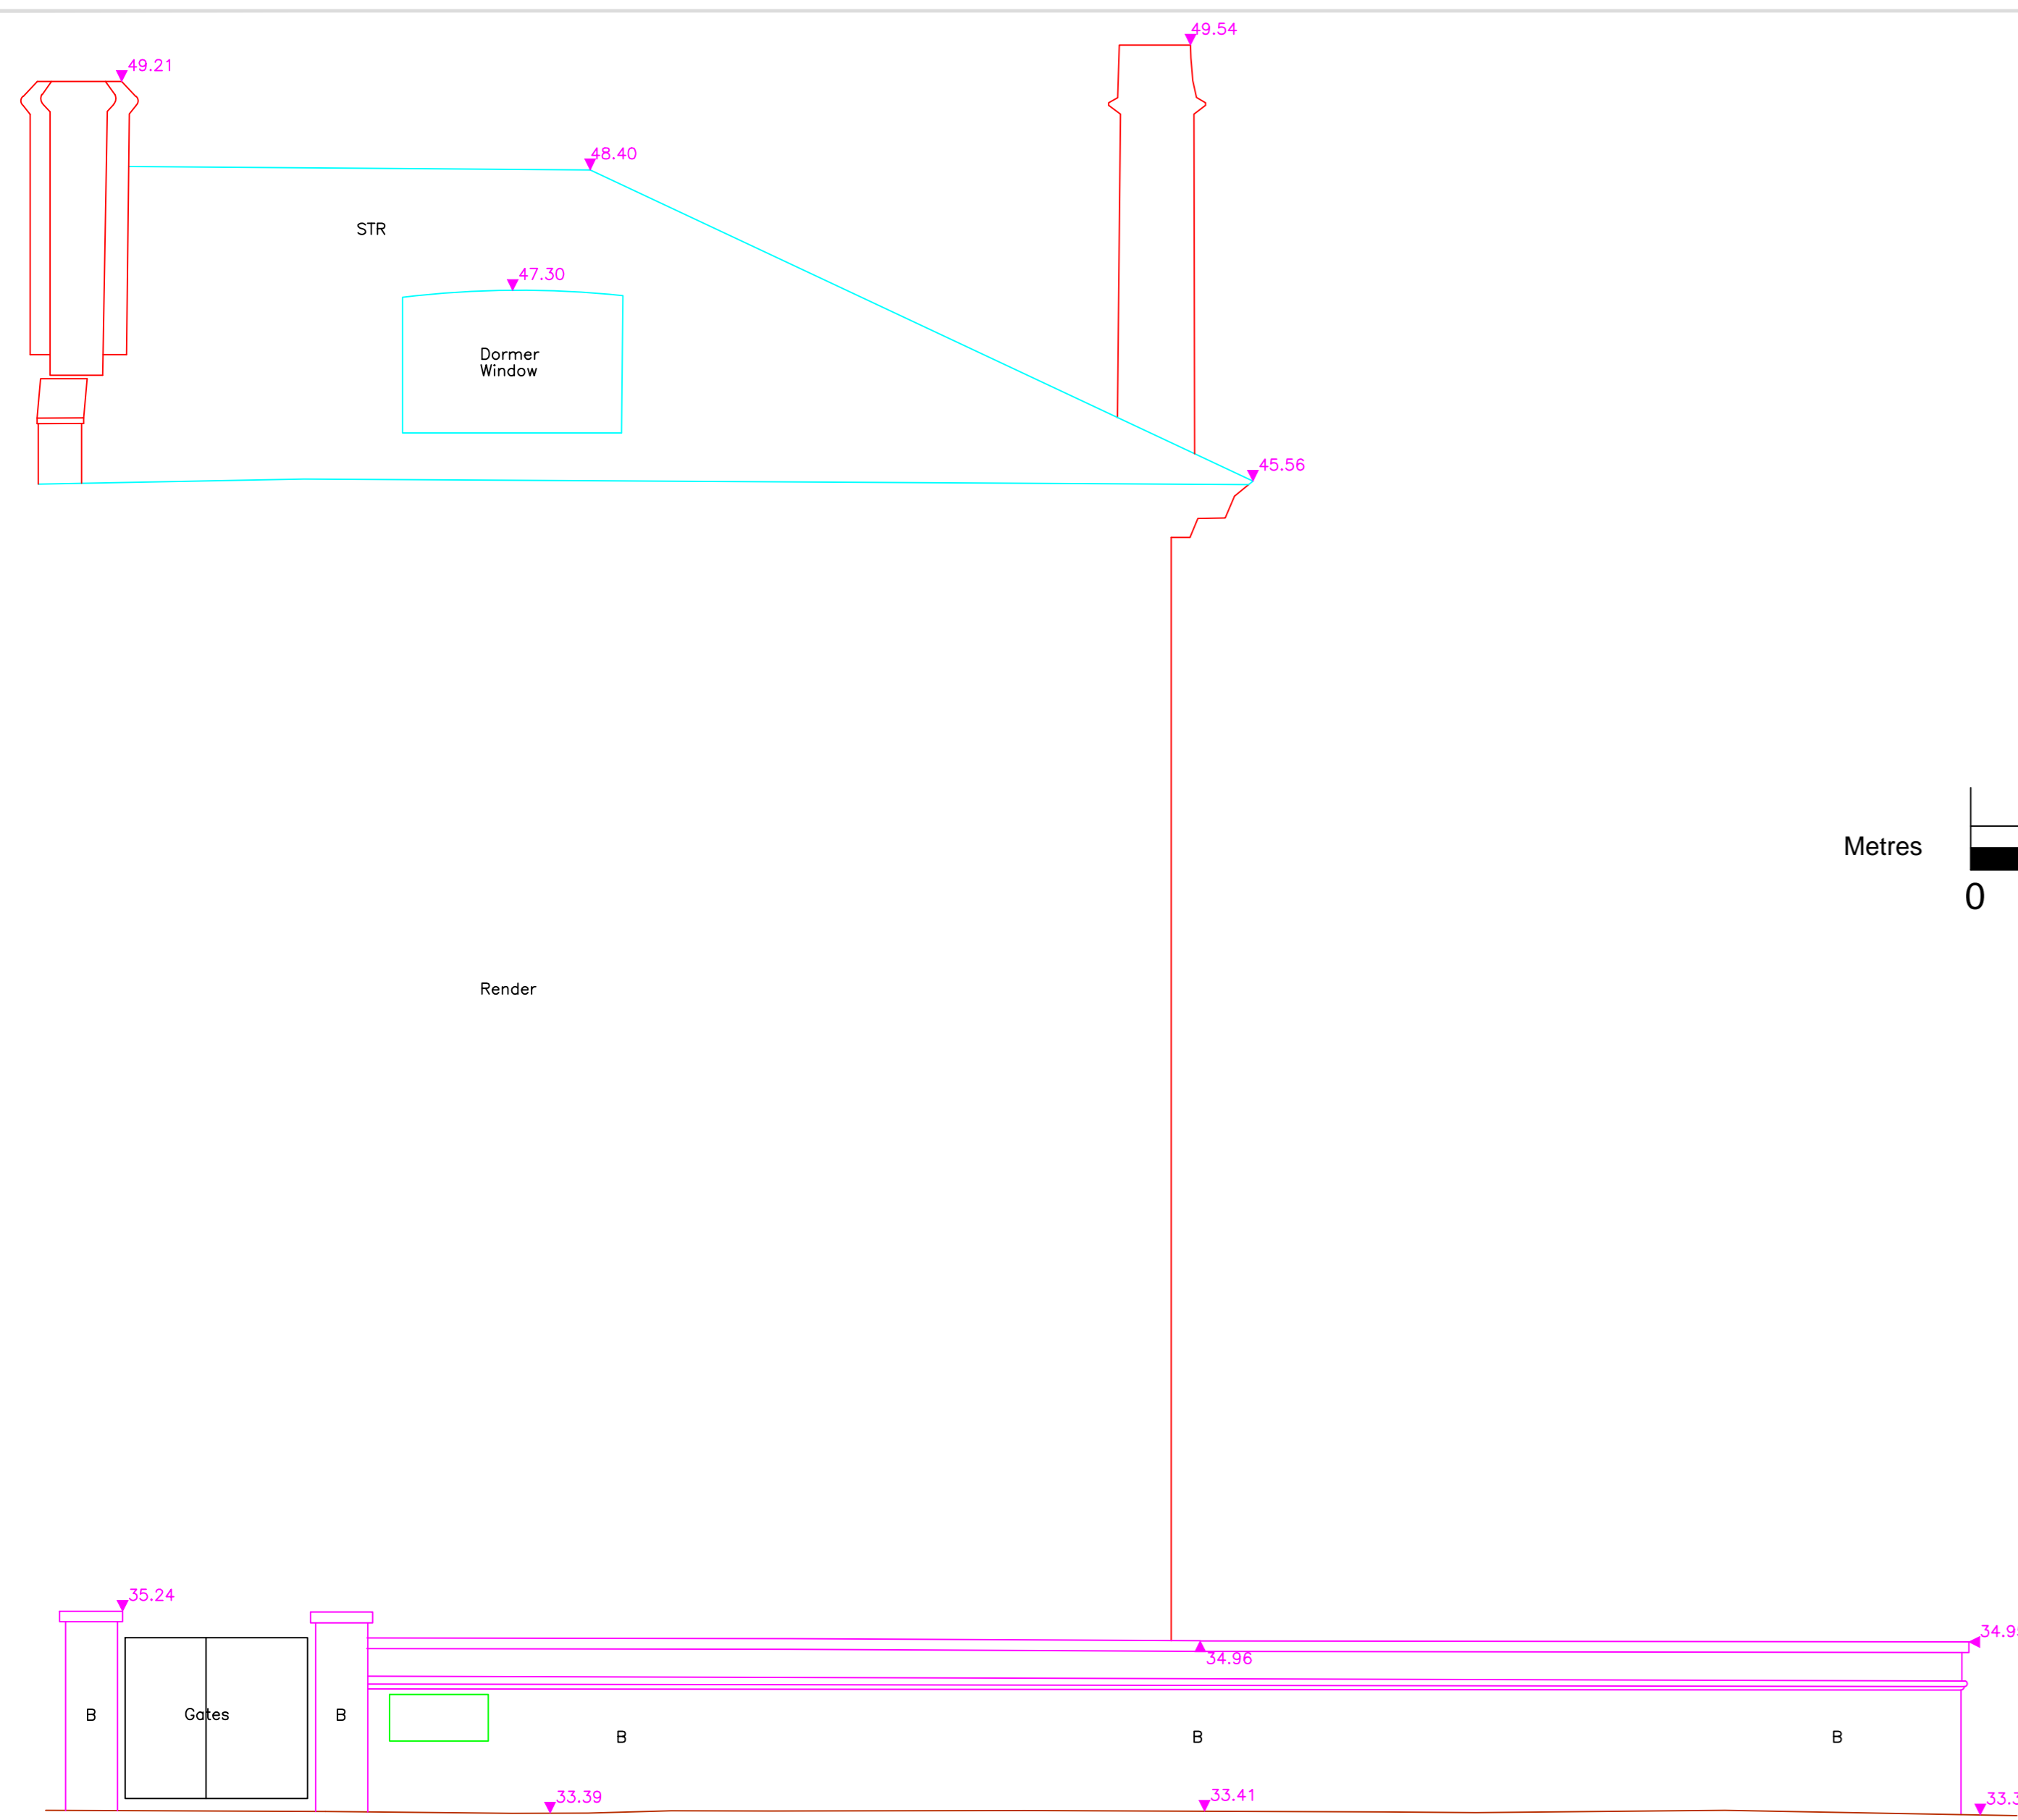 49.54
49.21
48.40
STR
47.30
Dormer
Window
45.56
Metres
0
Render
35.24
34.96
B
Gates
B
B
B
B
33.39
33.41